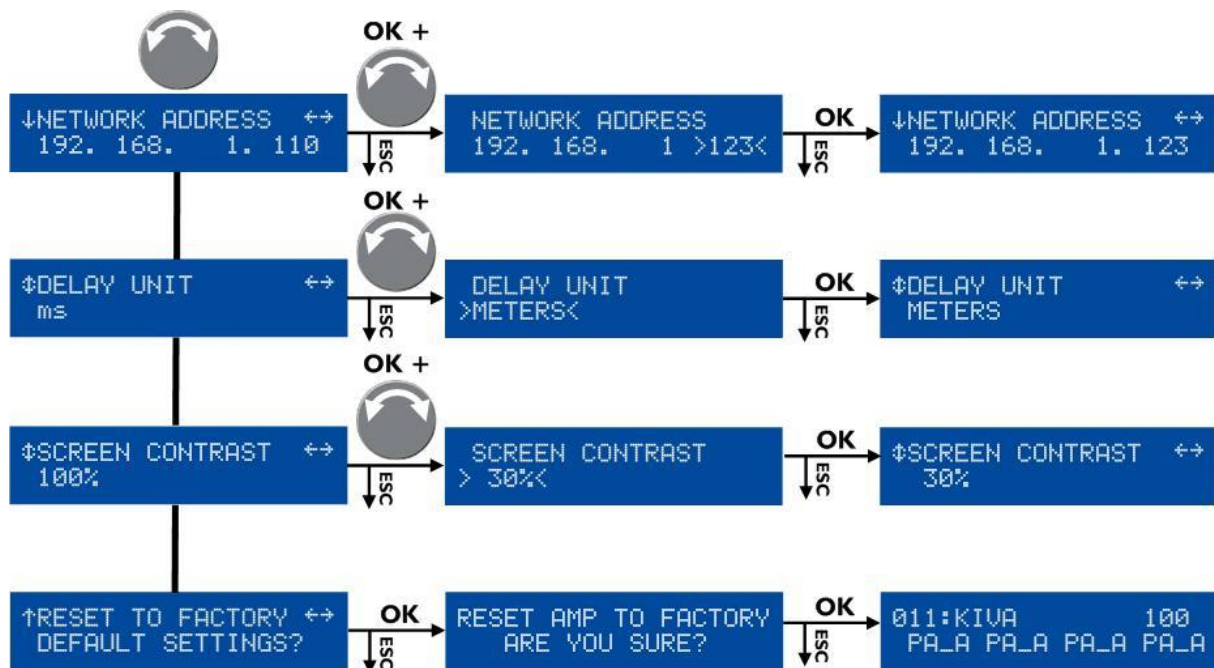 OK +
↓NETWORK ADDRESS ↔
192. 168. 1. 110
ESC
NETWORK ADDRESS
192. 168. 1 >123<
OK
ESC
↓NETWORK ADDRESS ↔
192. 168. 1. 123
OK +
↕DELAY UNIT ↔
ms
ESC
DELAY UNIT
>METERS<
OK
ESC
↕DELAY UNIT ↔
METERS
OK +
↕SCREEN CONTRAST ↔
100%
ESC
SCREEN CONTRAST
> 30%<
OK
ESC
↕SCREEN CONTRAST ↔
30%
↑RESET TO FACTORY ↔
DEFAULT SETTINGS?
OK
ESC
RESET AMP TO FACTORY
ARE YOU SURE?
OK
ESC
011:KIVA 100
PA_A PA_A PA_A PA_A